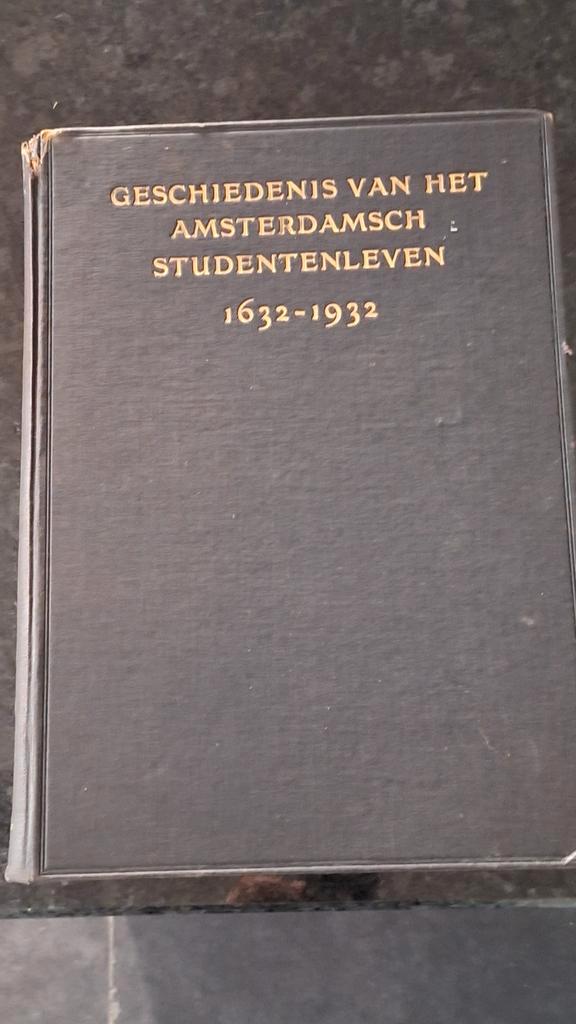 GESCHIEDENIS VAN HET
AMSTERDAMSCH
STUDENTENLEVEN
1632-1932